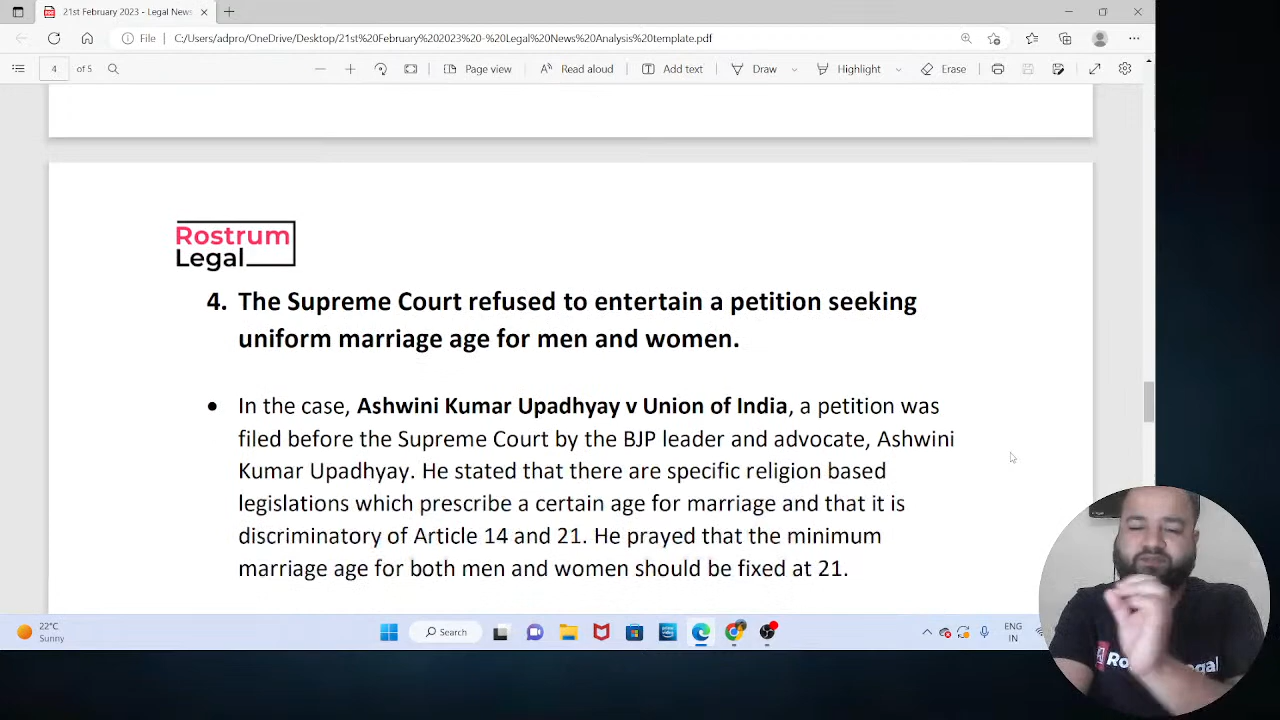 21st February 2023 - Legal News
File
C:/Users/adpro/OneDrive/Desktop/21st%20February%202023%20-%20Legal%20News%20Analysis%20template.pdf
4 of 5
Page view
Read aloud
Add text
Draw
Highlight
Erase
Rostrum
Legal
4. The Supreme Court refused to entertain a petition seeking
uniform marriage age for men and women.
• In the case, Ashwini Kumar Upadhyay v Union of India, a petition was
filed before the Supreme Court by the BJP leader and advocate, Ashwini
Kumar Upadhyay. He stated that there are specific religion based
legislations which prescribe a certain age for marriage and that it is
discriminatory of Article 14 and 21. He prayed that the minimum
marriage age for both men and women should be fixed at 21.
22°C
Sunny
Search
ENG
IN